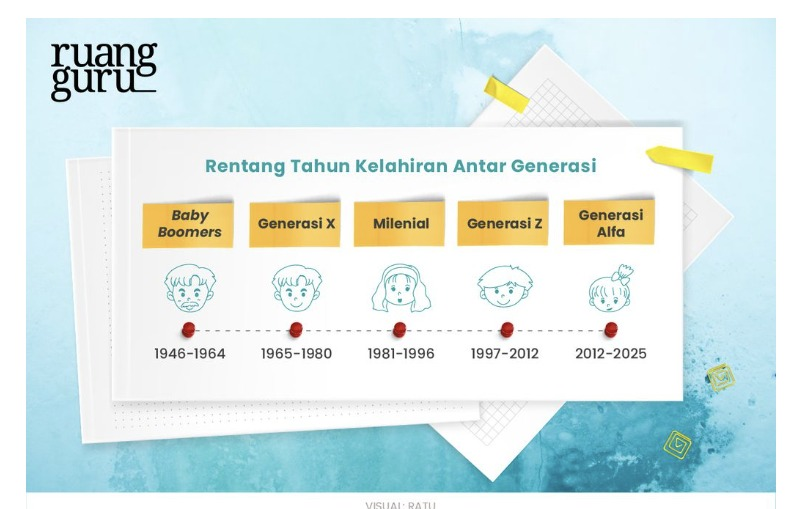 ruang
guru
Rentang Tahun Kelahiran Antar Generasi
Baby
Boomers
Generasi X
Milenial
Generasi Z
Generasi
Alfa
1946-1964
1965-1980
1981-1996
1997-2012
2012-2025
VISUAL: RATU